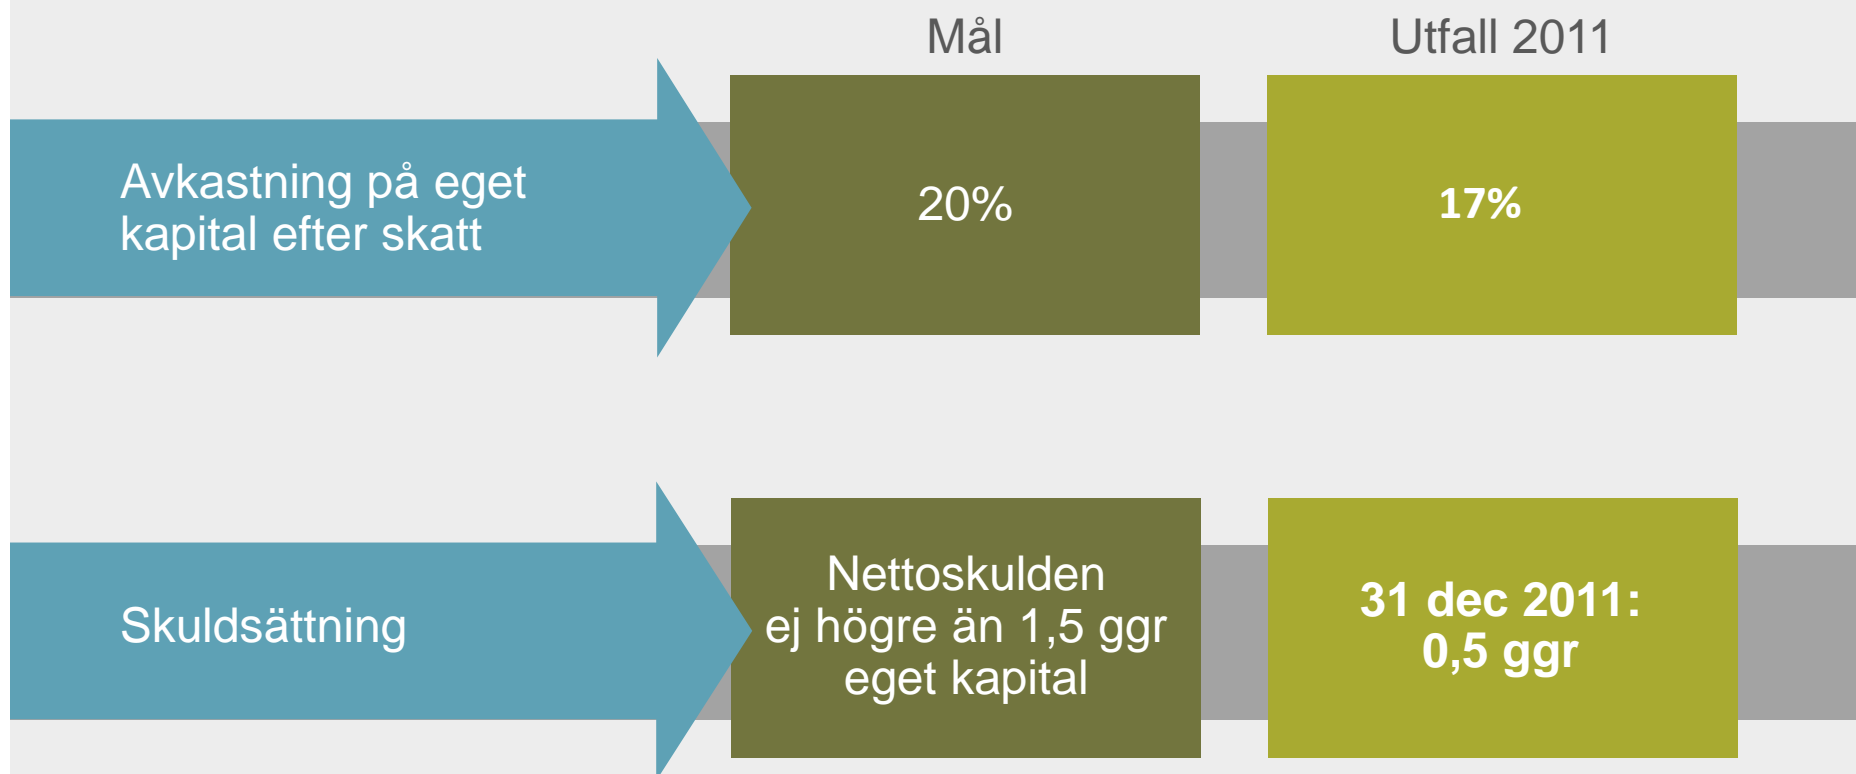 Mål
Utfall 2011
Avkastning på eget
kapital efter skatt
20%
17%
Skuldsättning
Nettoskulden
ej högre än 1,5 ggr
eget kapital
31 dec 2011:
0,5 ggr